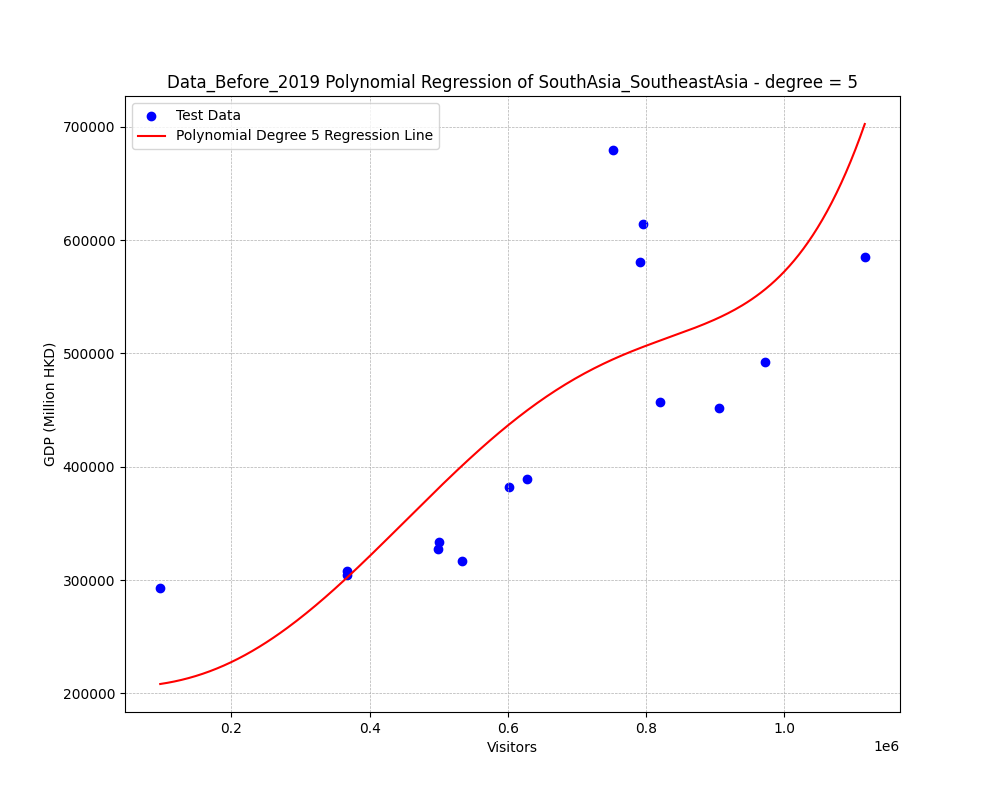 Data_Before_2019 Polynomial Regression of SouthAsia_SoutheastAsia - degree = 5
Test Data
Polynomial Degree 5 Regression Line
700000
600000
500000
400000
300000
200000
GDP (Million HKD)
0.2 0.4 0.6 0.8 1.0
1e6
Visitors